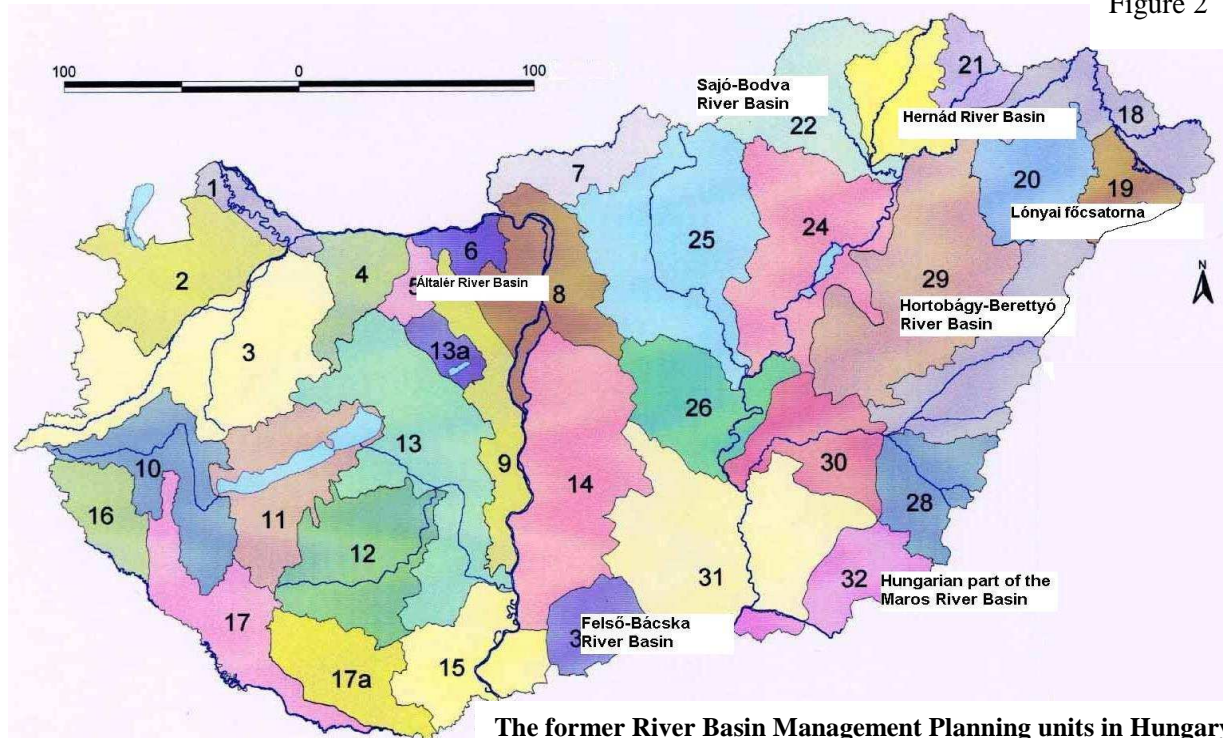 Figure 2
100 0 100
Sajó-Bodva
River Basin
21
Hernád River Basin
22
18
N
7
1
20
19
Lónyai főcsatorna
24
25
2
4
6
5
Általér River Basin
8
29
Hortobágy-Berettyó
River Basin
3
13a
26
13
9
30
10
14
28
16
11
12
31
32
Hungarian part of the
Maros River Basin
17
Felső-Bácska
River Basin
3
15
17a
The former River Basin Management Planning units in Hungary